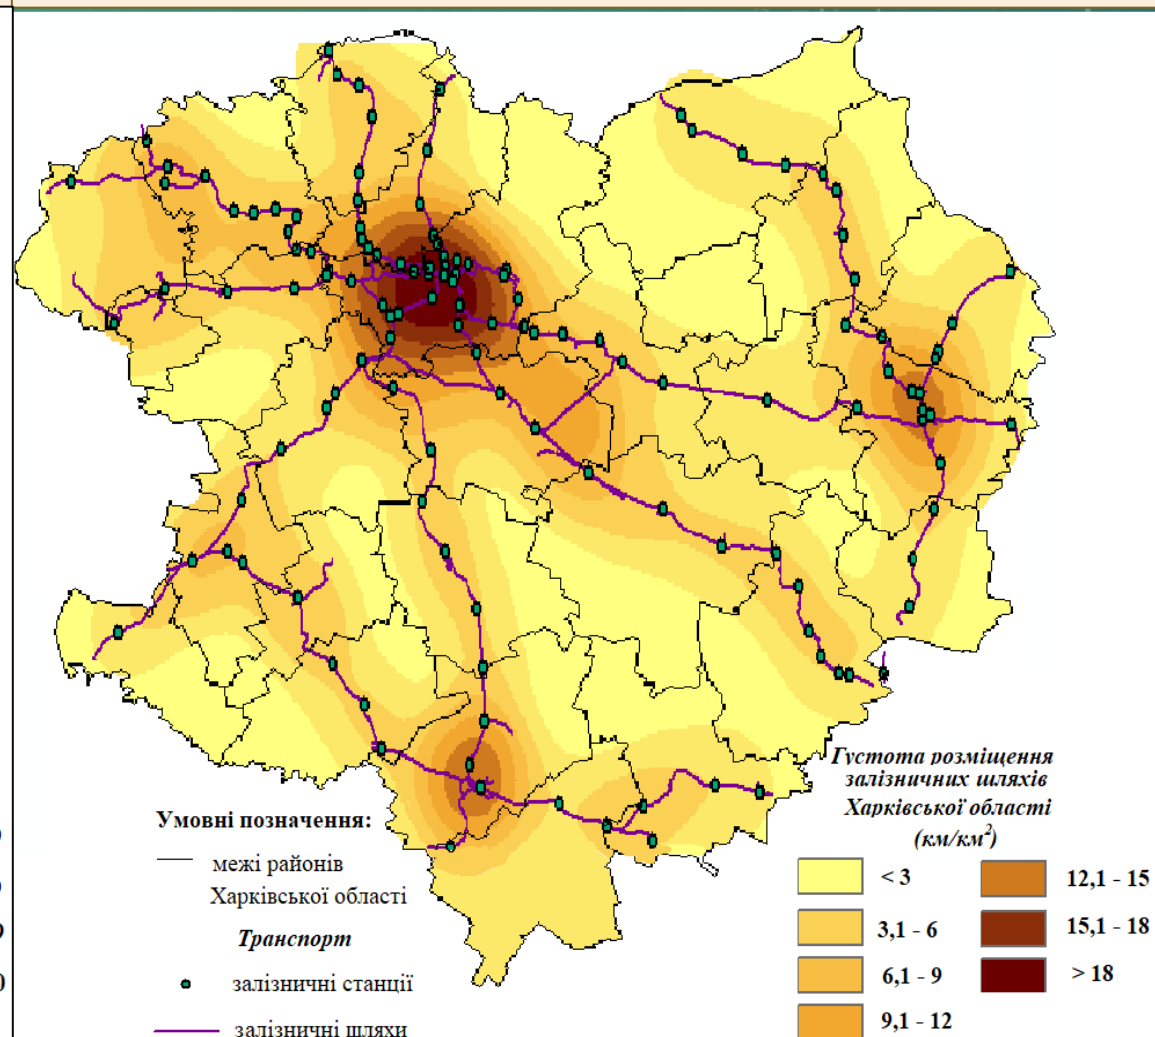 Густота розміщення
залізничних шляхів
Харківської області
(км/км²)
< 3
3,1 - 6
6,1 - 9
9,1 - 12
12,1 - 15
15,1 - 18
> 18
Умовні позначення:
межі районів
Харківської області
Транспорт
залізничні станції
залізничні шляхи